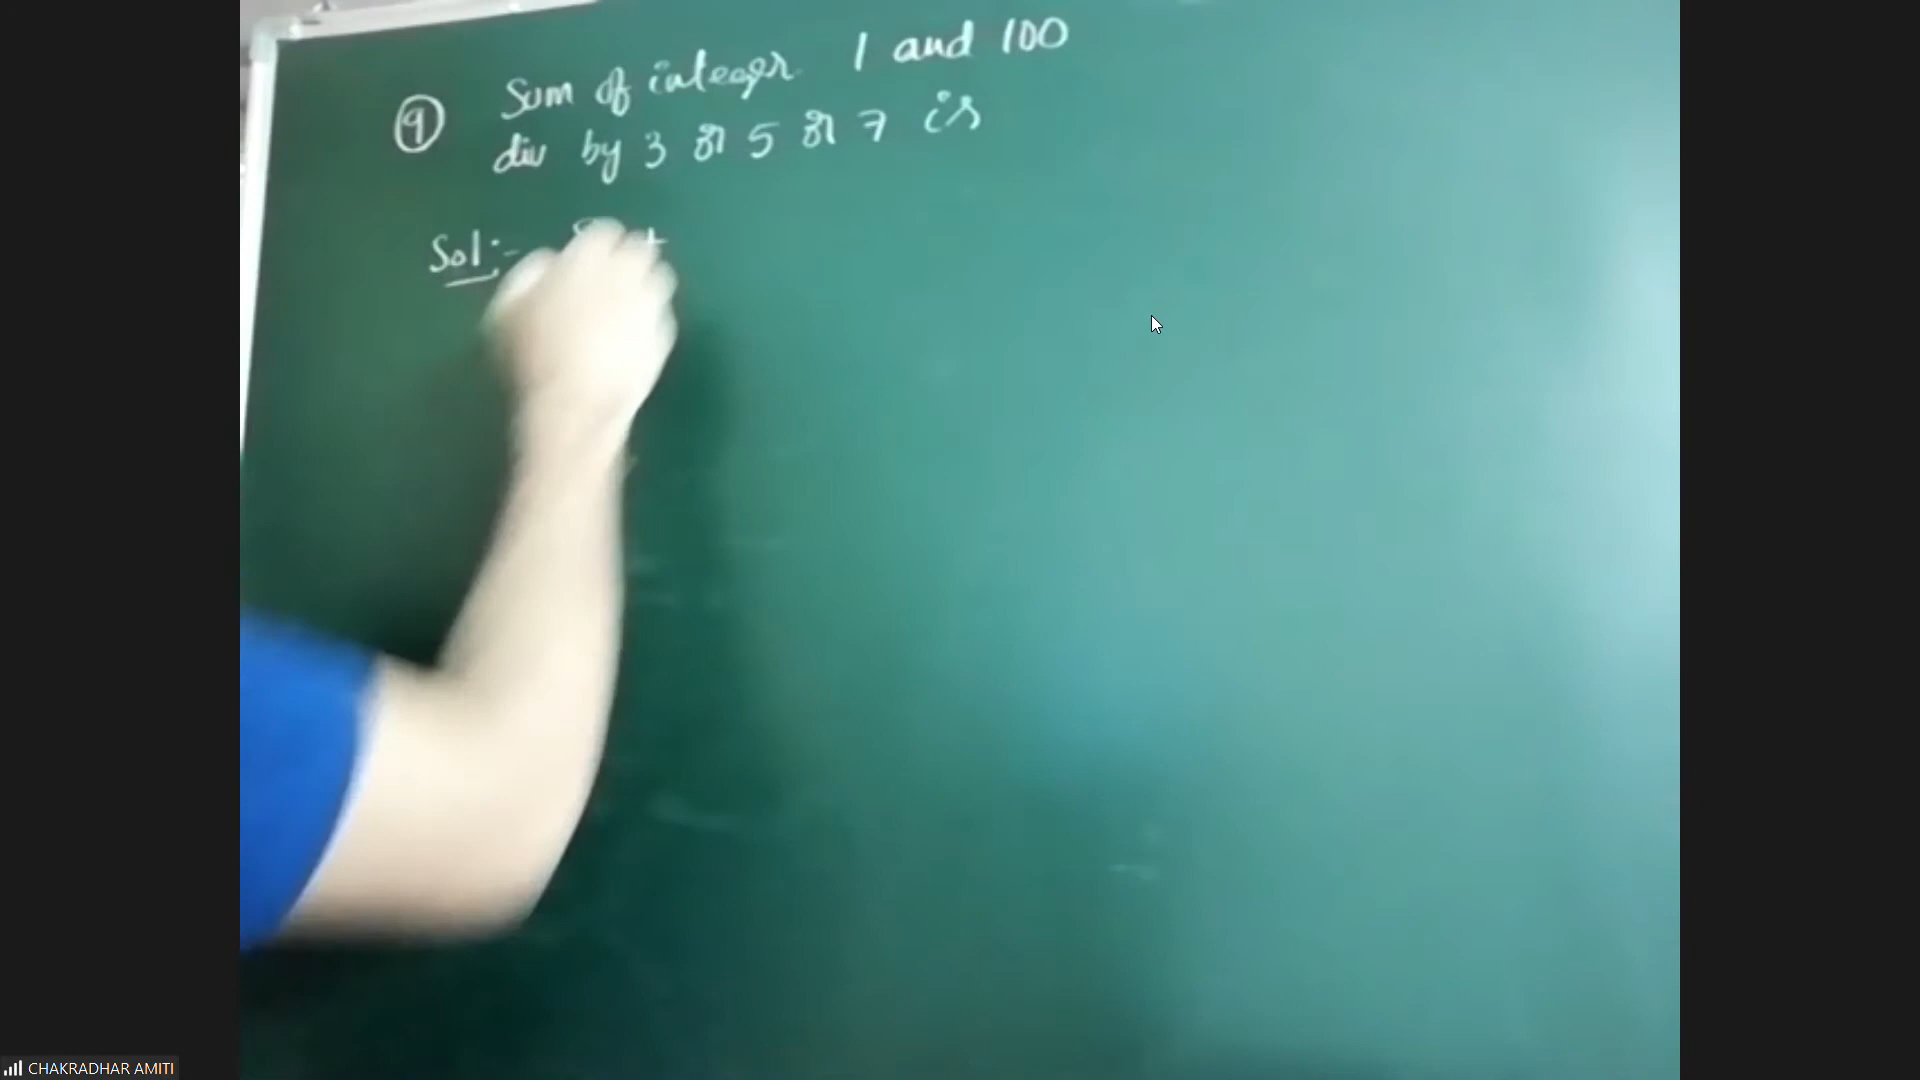 9 Sum of integer 1 and 100
div by 3 or 5 or 7 is
Sol:-
CHAKRADHAR AMITI